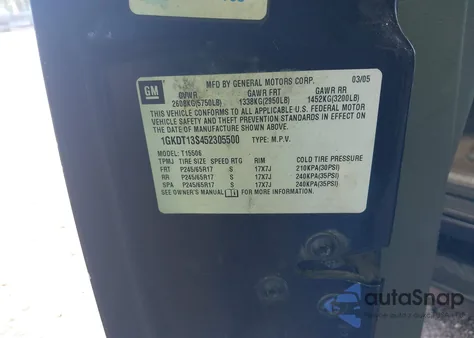 GM
MFD BY GENERAL MOTORS CORP.
03/05
GVWR GAWR FRT GAWR RR
2608KG(5750LB) 1338KG(2950LB) 1452KG(3200LB)
THIS VEHICLE CONFORMS TO ALL APPLICABLE U.S. FEDERAL MOTOR
VEHICLE SAFETY AND THEFT PREVENTION STANDARDS IN EFFECT ON
THE DATE OF MANUFACTURE SHOWN ABOVE.
1GKDT13S452305500 TYPE: M.P.V.
MODEL: T15506
TPMJ TIRE SIZE SPEED RTG RIM COLD TIRE PRESSURE
FRT P245/65R17 S 17X7J 210KPA(30PSI)
RR P245/65R17 S 17X7J 240KPA(35PSI)
SPA P245/65R17 S 17X7J 240KPA(35PSI)
SEE OWNER'S MANUAL FOR MORE INFORMATION.
autoSnap